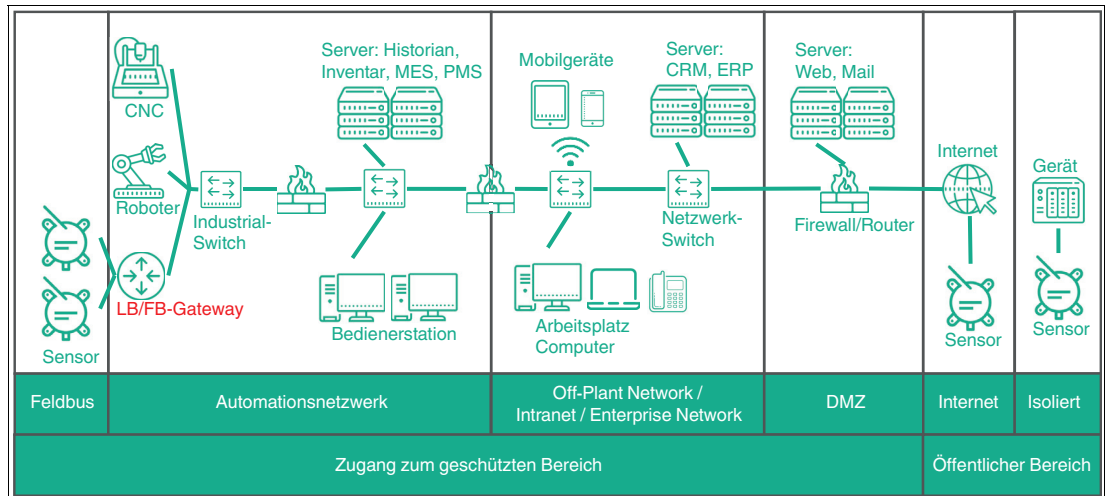 CNC
Roboter
Industrial-
Switch
LB/FB-Gateway
Sensor
Server: Historian,
Inventar, MES, PMS
Bedienerstation
Mobilgeräte
Arbeitsplatz
Computer
Server:
CRM, ERP
Netzwerk-
Switch
Server:
Web, Mail
Firewall/Router
Internet
Sensor
Gerät
Sensor
Feldbus
Automationsnetzwerk
Off-Plant Network /
Intranet / Enterprise Network
DMZ
Internet
Isoliert
Zugang zum geschützten Bereich
Öffentlicher Bereich